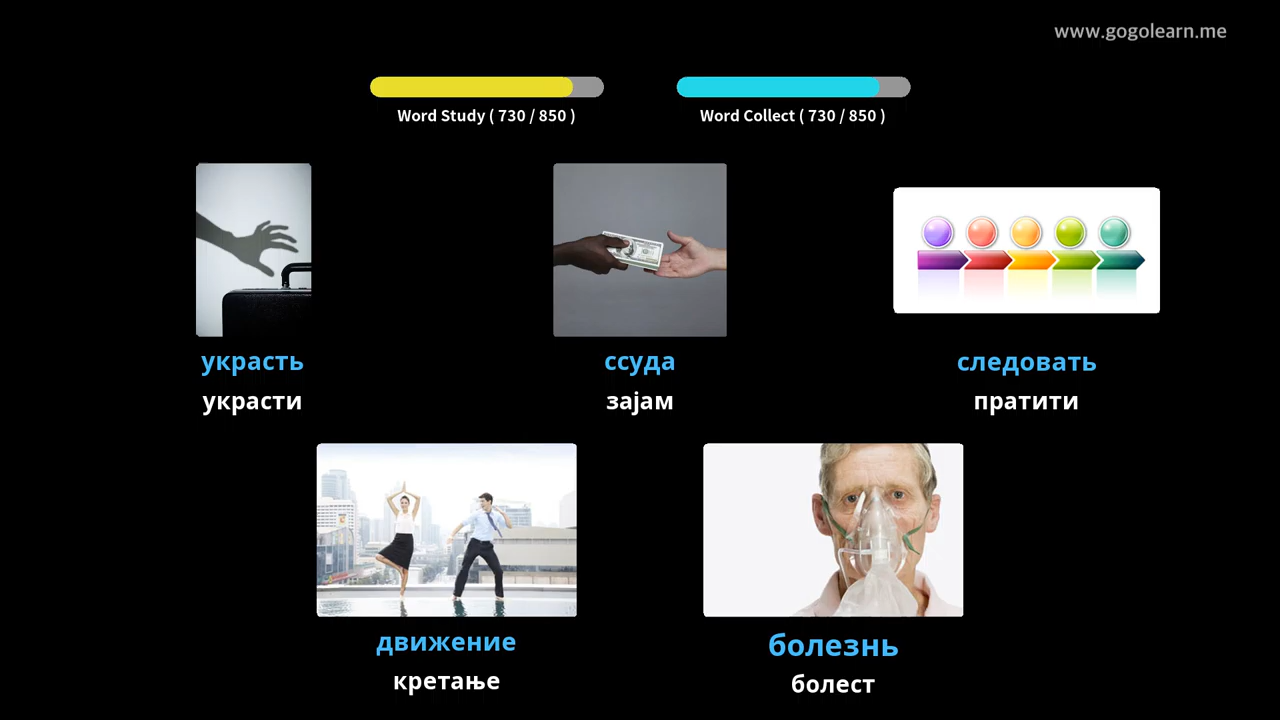 www.gogolearn.me
Word Study ( 730 / 850 )
Word Collect ( 730 / 850 )
украсть
украсти
ссуда
зајам
следовать
пратити
движение
кретање
болезнь
болест